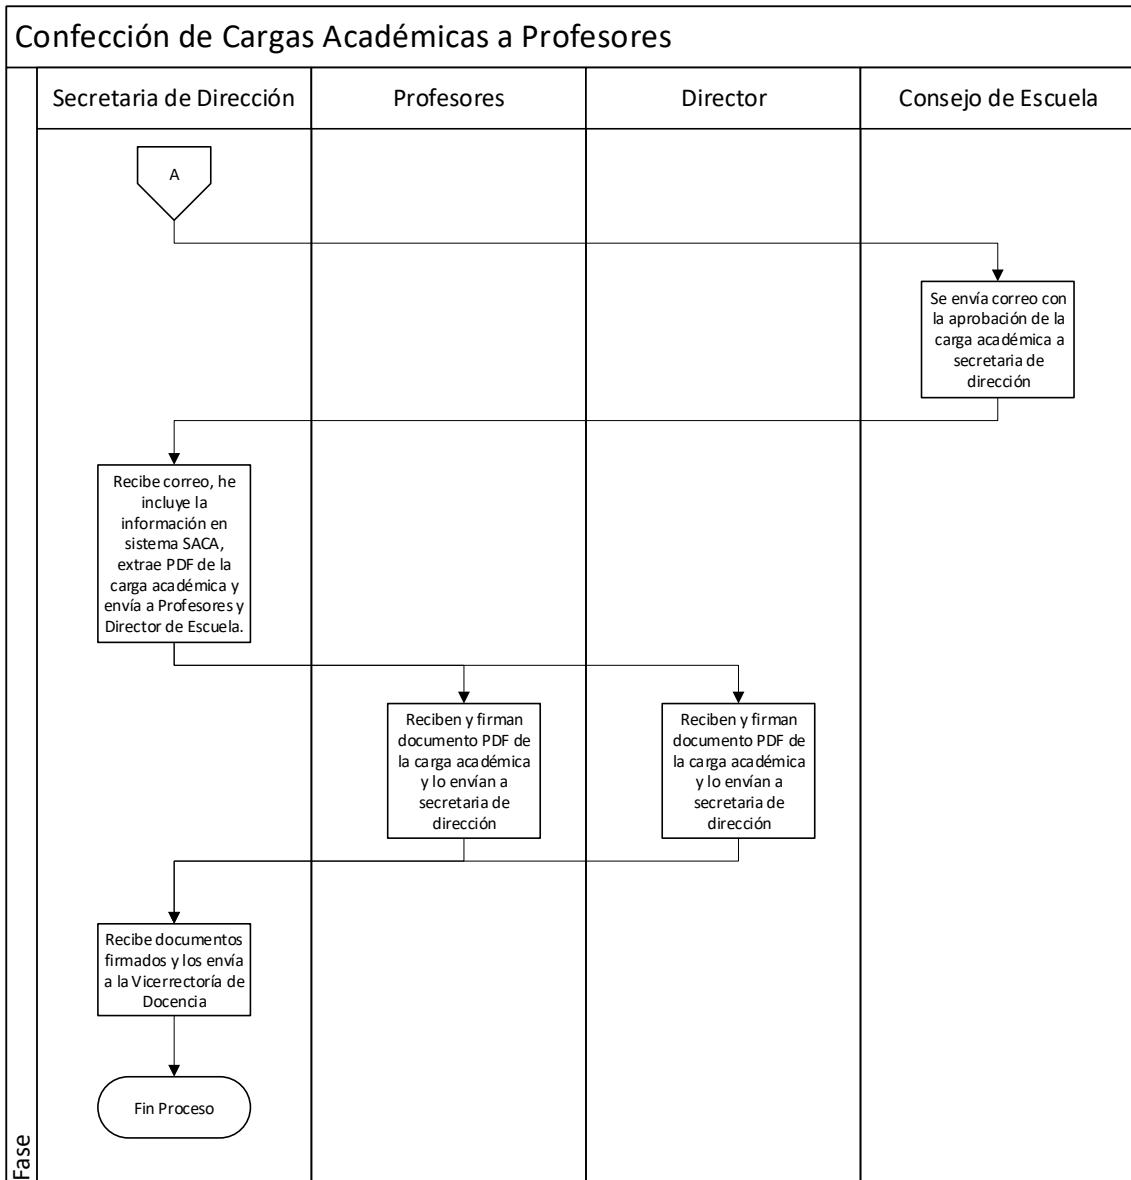 Confección de Cargas Académicas a Profesores
Secretaria de Dirección
Profesores
Director
Consejo de Escuela
A
Se envía correo con
la aprobación de la
carga académica a
secretaria de
dirección
Recibe correo, he
incluye la
información en
sistema SACA,
extrae PDF de la
carga académica y
envía a Profesores y
Director de Escuela.
Reciben y firman
documento PDF de
la carga académica
y lo envían a
secretaria de
dirección
Reciben y firman
documento PDF de
la carga académica
y lo envían a
secretaria de
dirección
Recibe documentos
firmados y los envía
a la Vicerrectoría de
Docencia
Fin Proceso
Fase